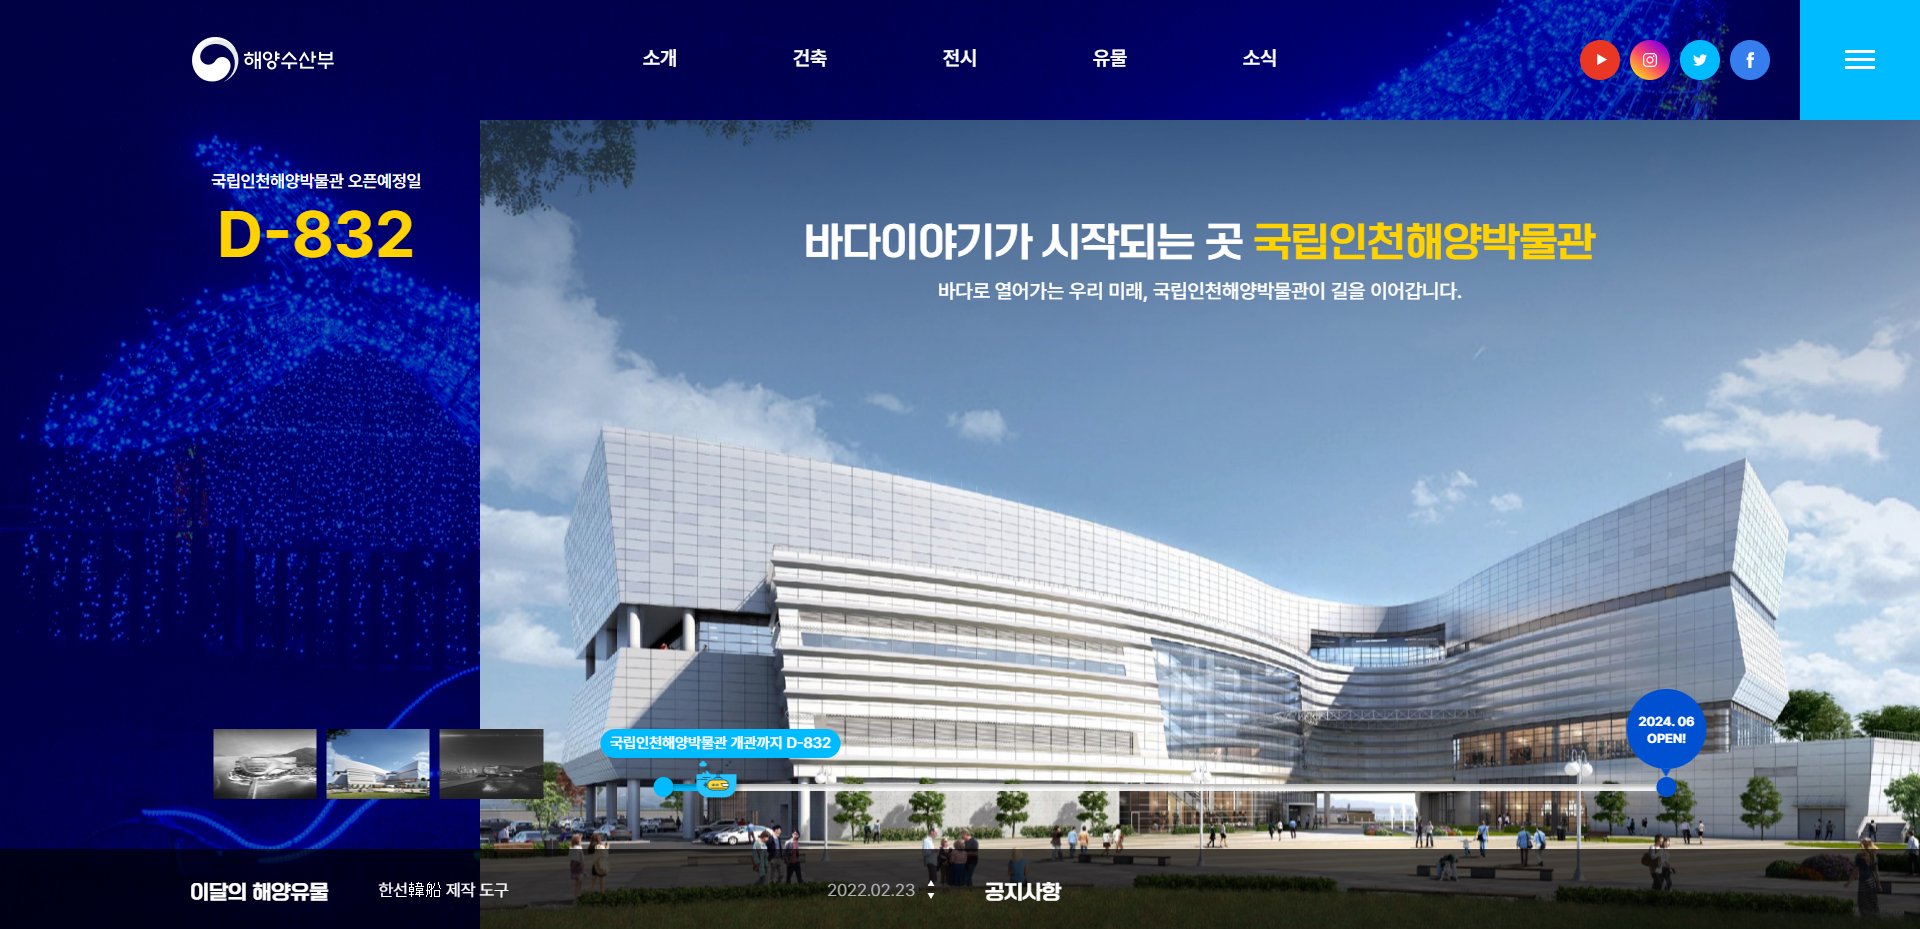 해양수산부
소개
건축
전시
유물
소식
국립인천해양박물관 오픈예정일
D-832
바다이야기가 시작되는 곳 국립인천해양박물관
바다로 열어가는 우리 미래, 국립인천해양박물관이 길을 이어갑니다.
국립인천해양박물관 개관까지 D-832
2024. 06
OPEN!
이달의 해양유물
한선韓船 제작 도구
2022.02.23
공지사항